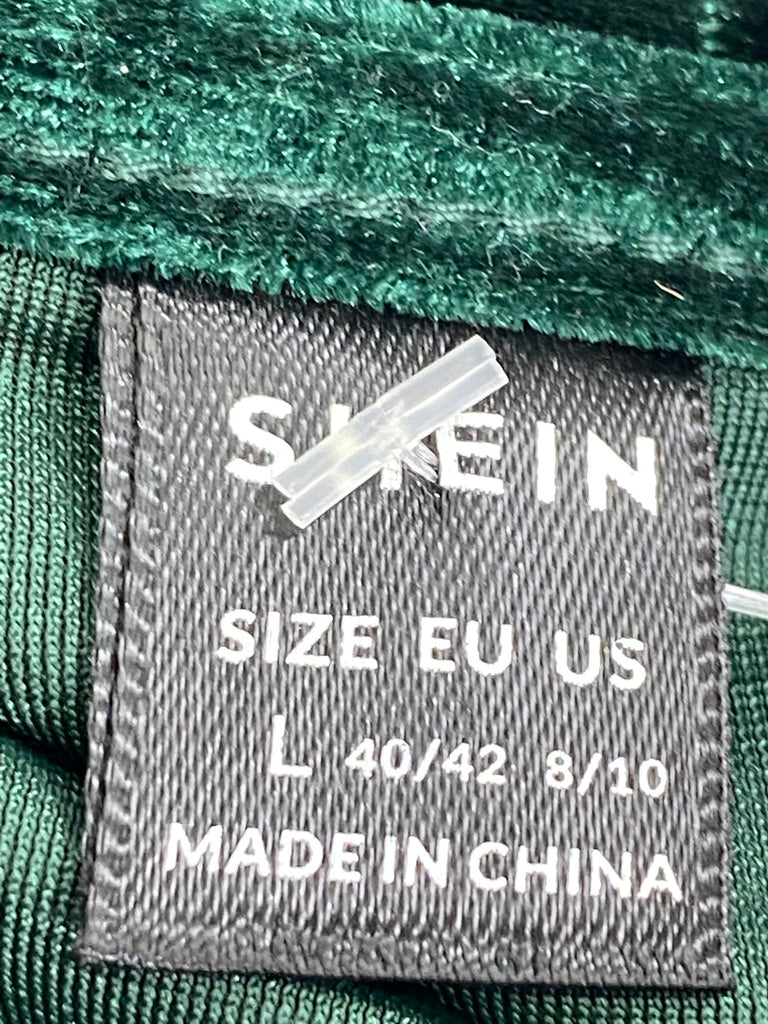 SHEIN
SIZE EU US
L 40/42 8/10
MADE IN CHINA